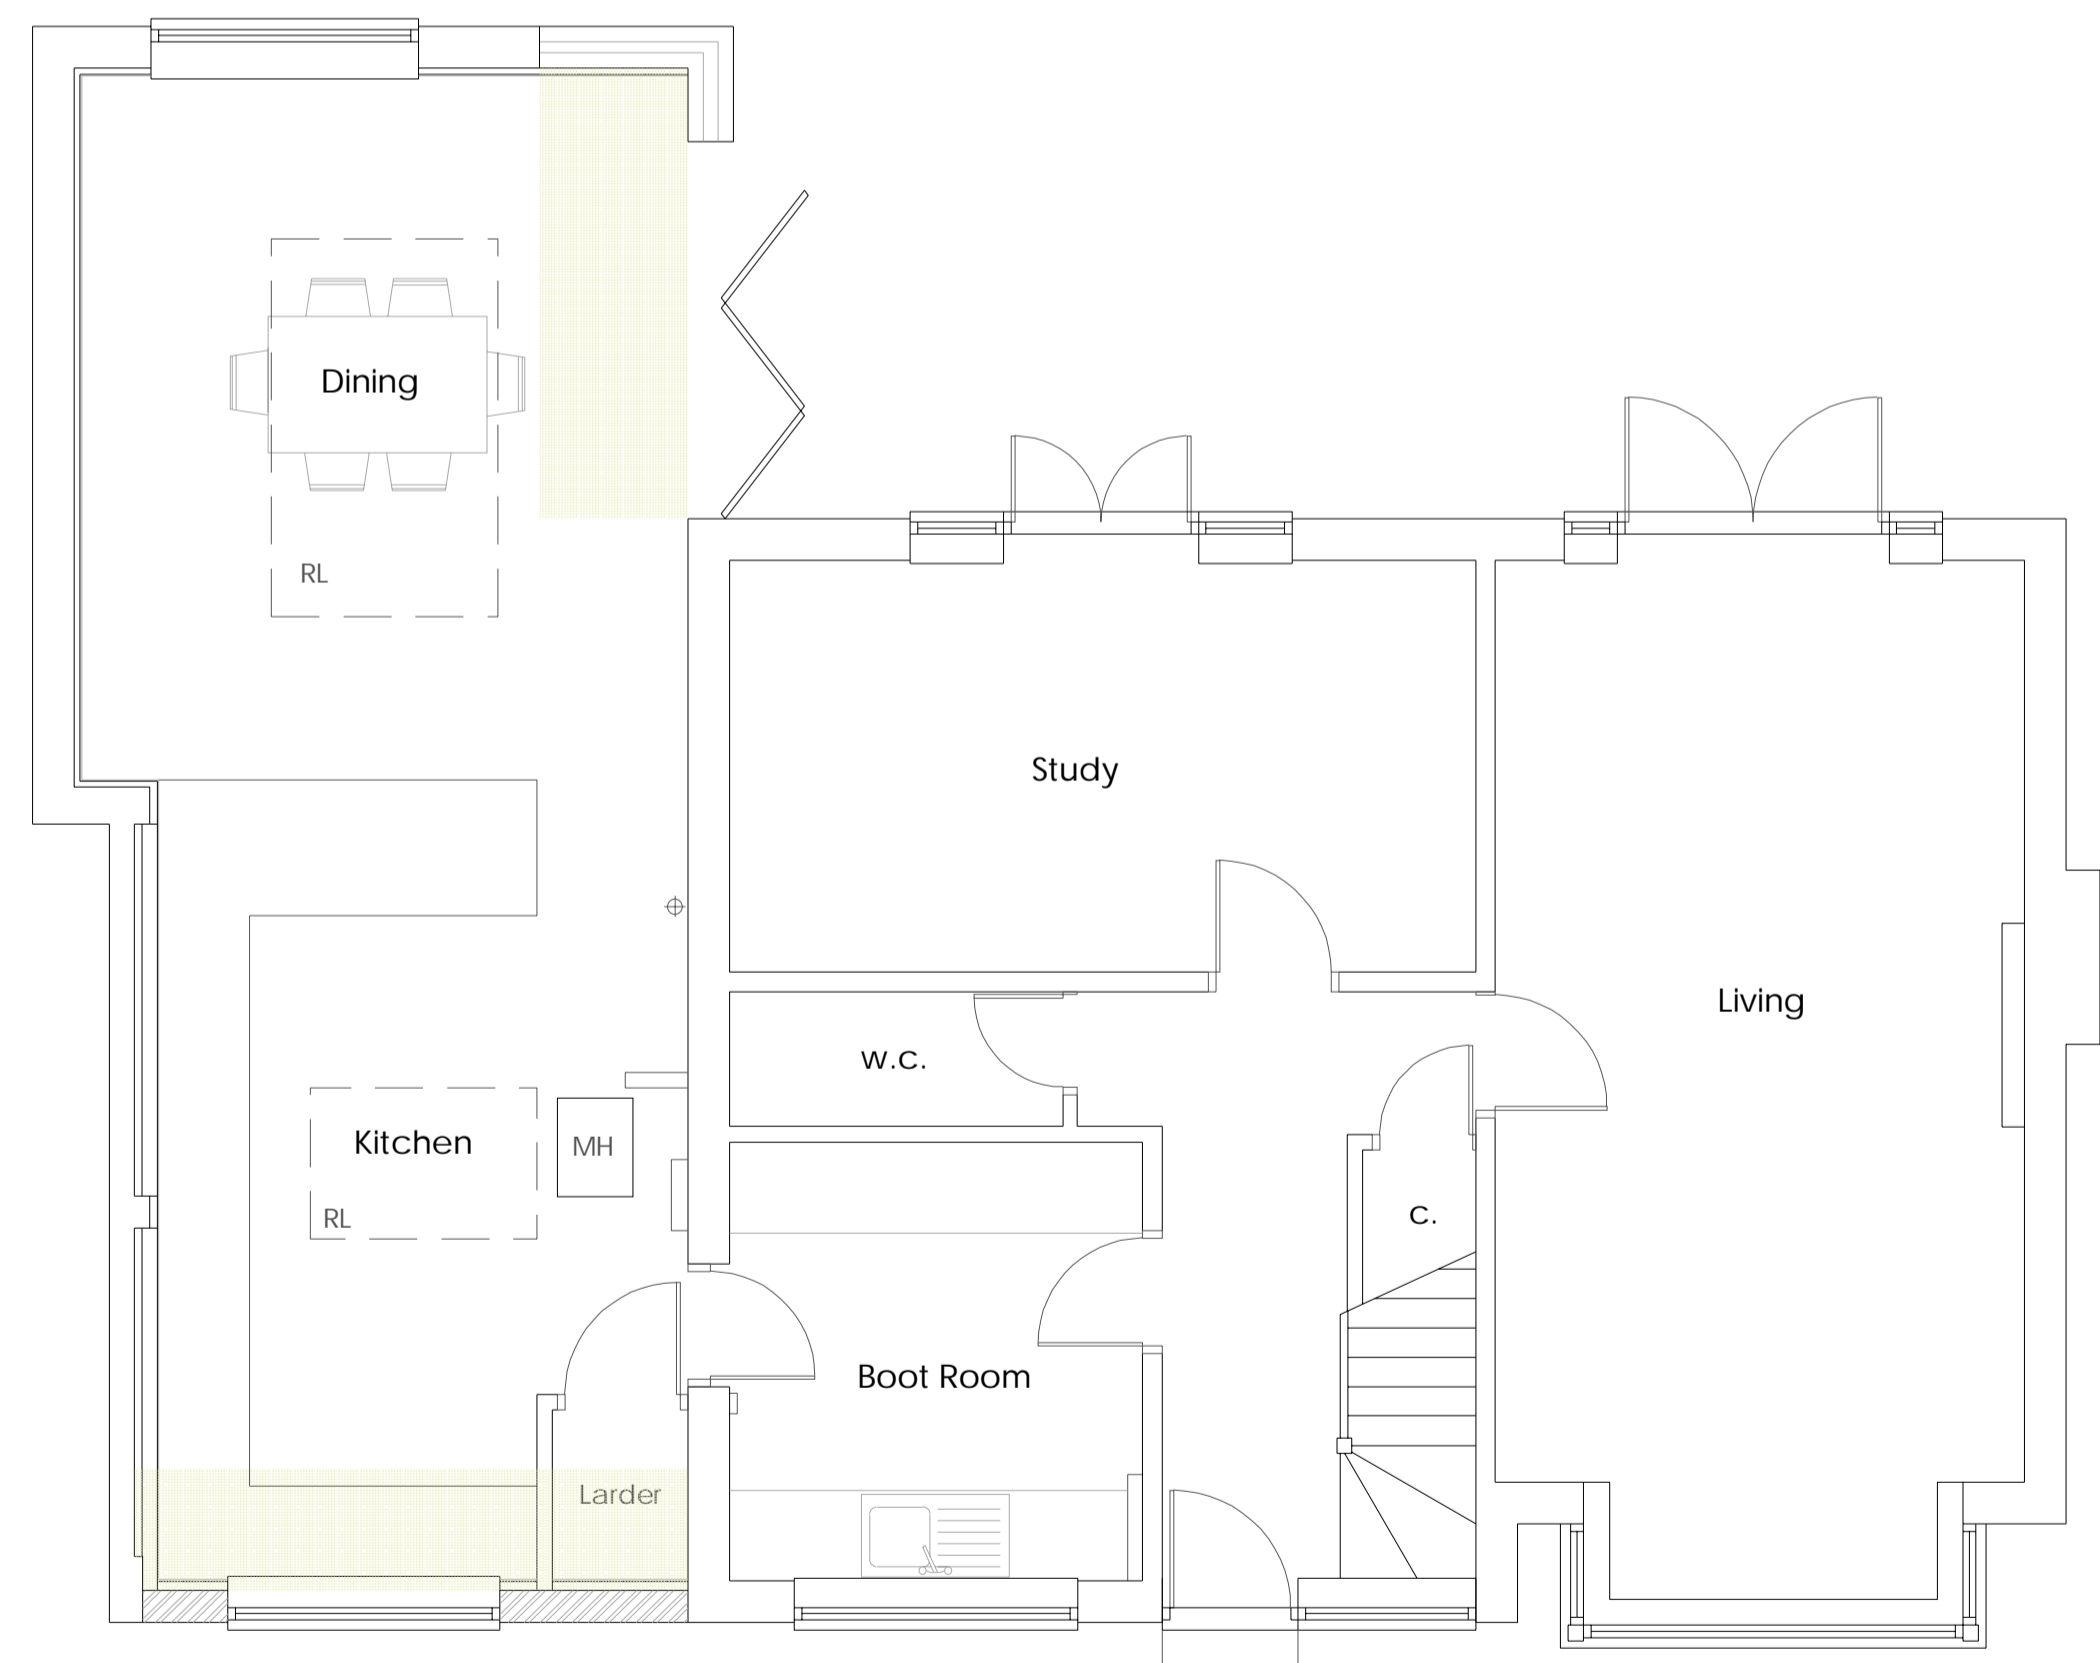 Dining
RL
Study
Living
w.c.
Kitchen
MH
RL
c.
Boot Room
Larder